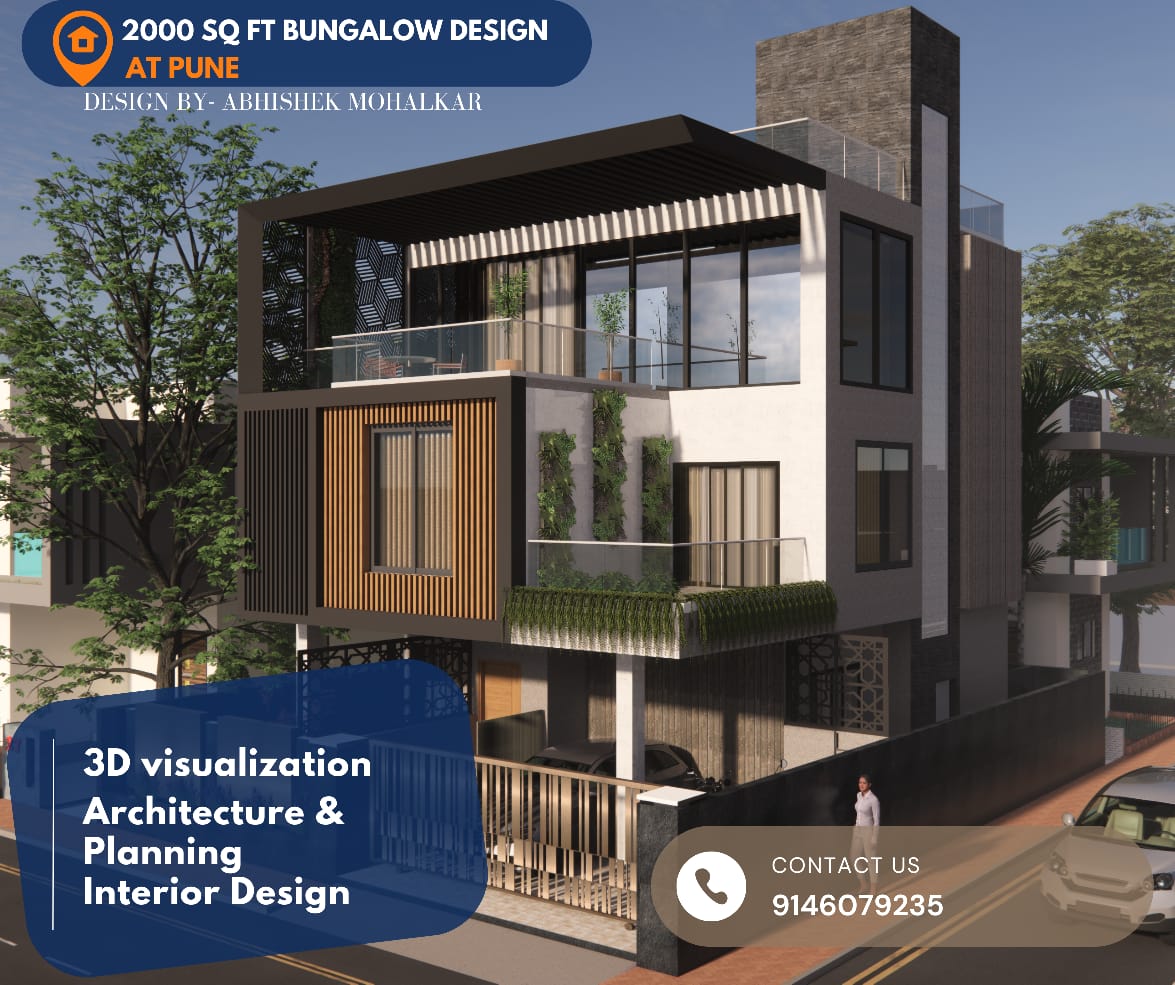 2000 SQ FT BUNGALOW DESIGN
AT PUNE
DESIGN BY- ABHISHEK MOHALKAR
3D visualization
Architecture &
Planning
Interior Design
CONTACT US
9146079235